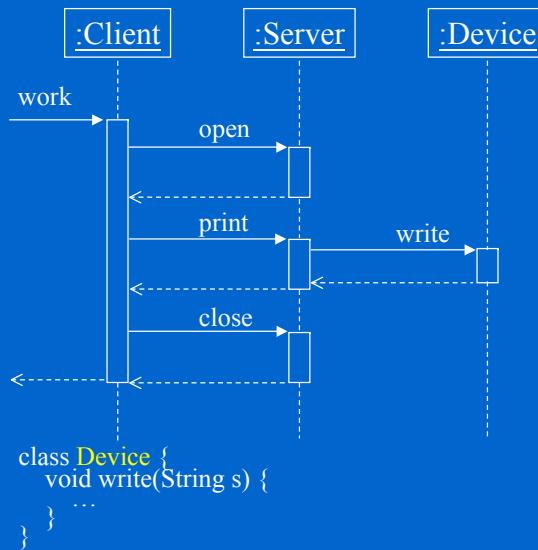 :Client :Server :Device
work
open
print
write
close
class Device {
void write(String s) {
...
}
}